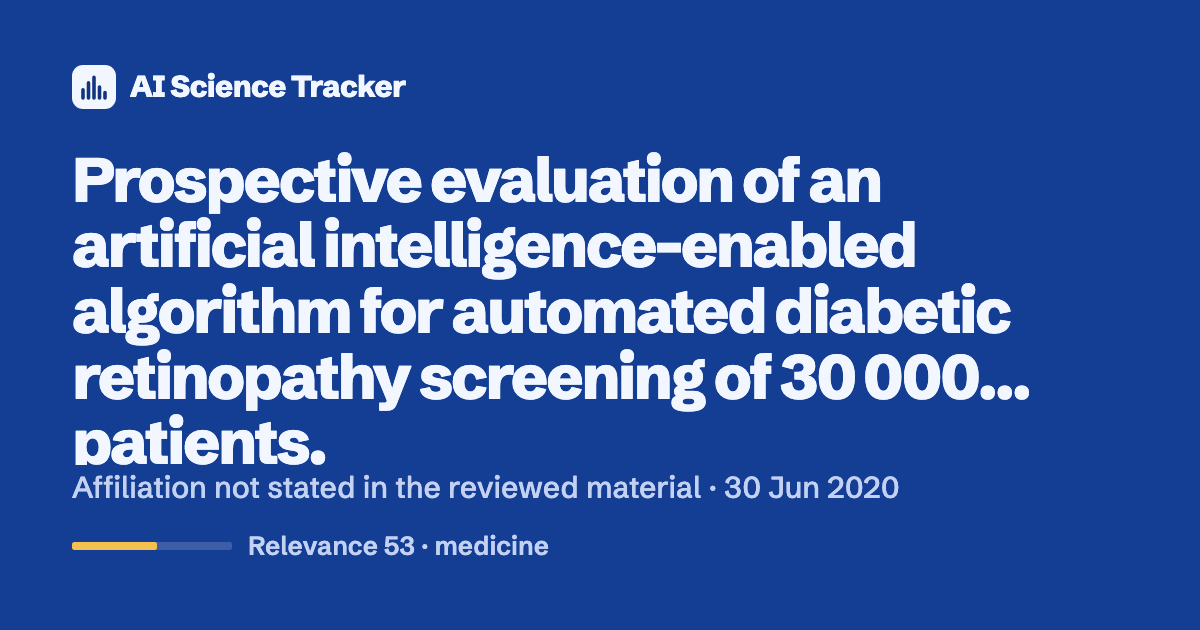 AI Science Tracker
Prospective evaluation of an
artificial intelligence-enabled
algorithm for automated diabetic
retinopathy screening of 30 000...
patients.
Affiliation not stated in the reviewed material · 30 Jun 2020
Relevance 53 · medicine